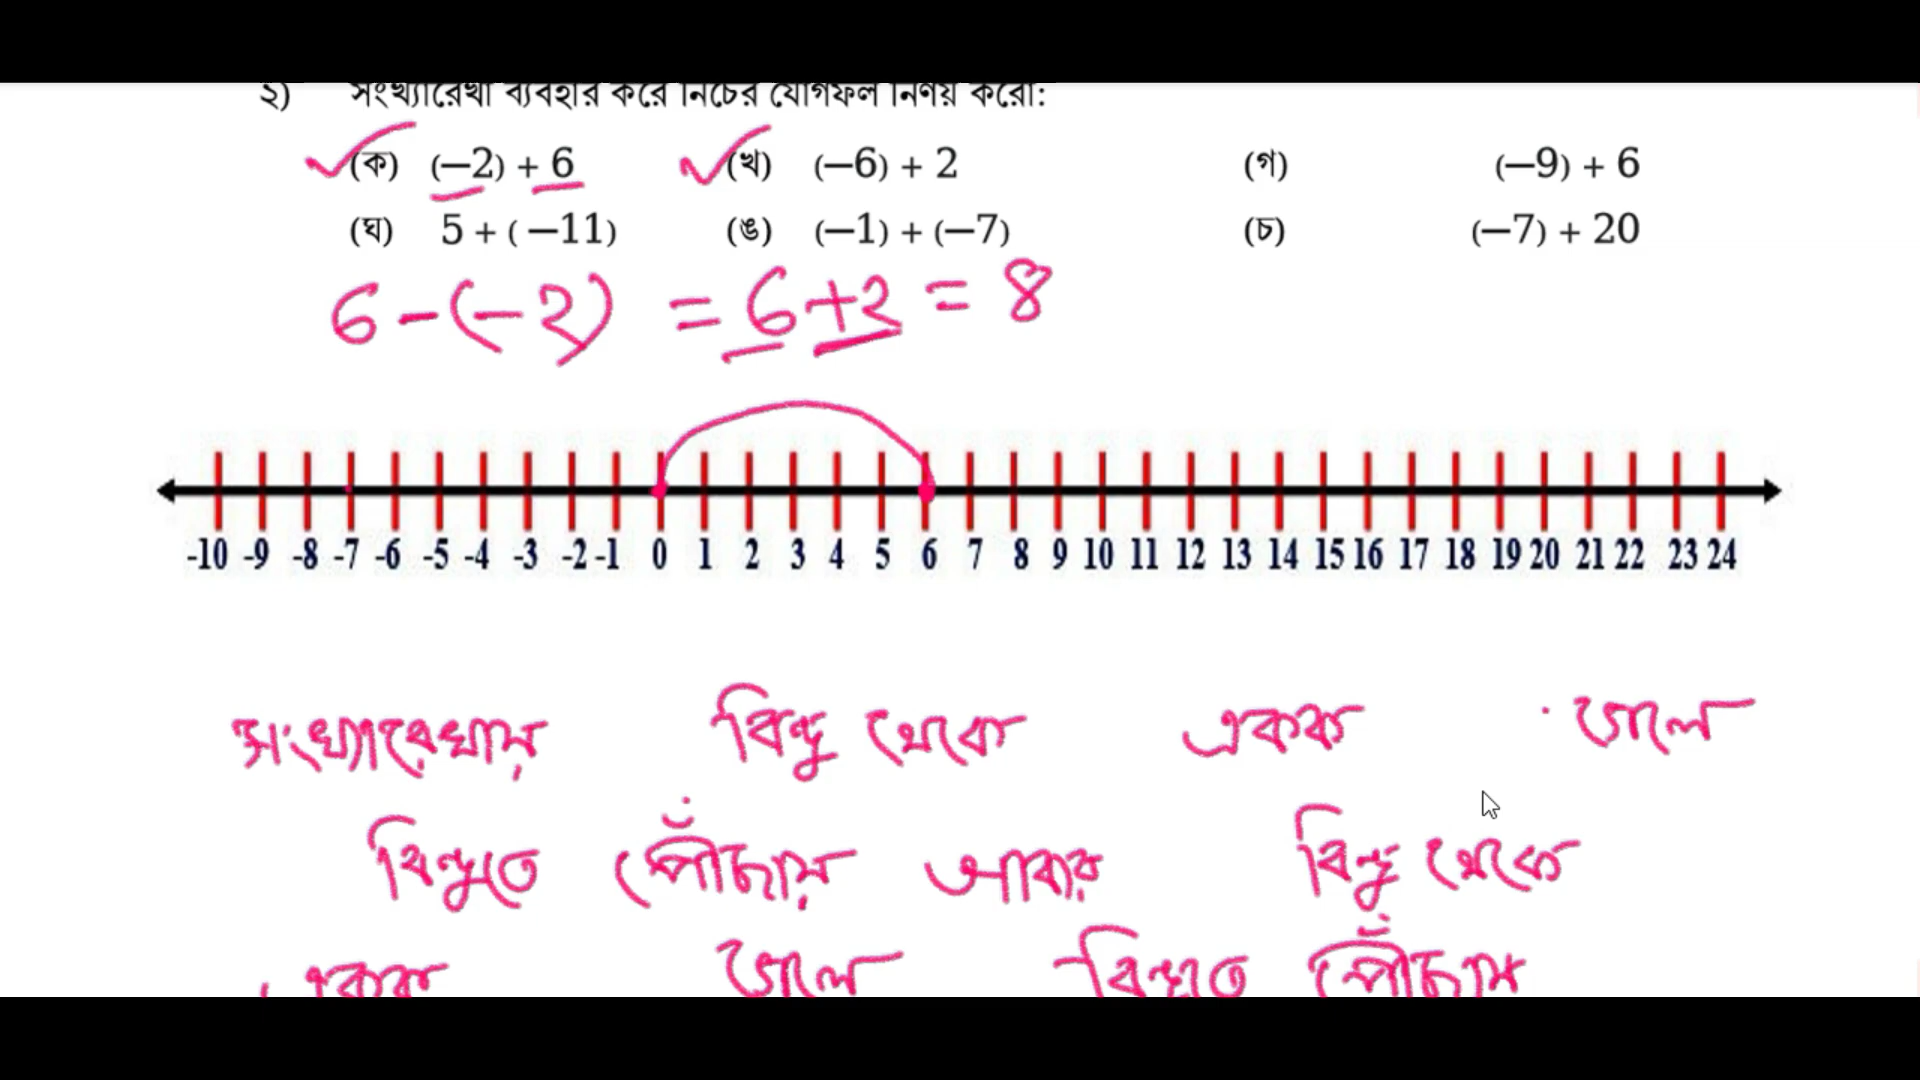 ২) সংখ্যারেখা ব্যবহার করে নিচের যোগফল নির্ণয় করো:
(ক) (−2) + 6 (খ) (−6) + 2 (গ) (−9) + 6
(ঘ) 5 + ( −11) (ঙ) (−1) + (−7) (চ) (−7) + 20
6 − (−2) = 6 + 2 = 8
-10 -9 -8 -7 -6 -5 -4 -3 -2 -1 0 1 2 3 4 5 6 7 8 9 10 11 12 13 14 15 16 17 18 19 20 21 22 23 24
সংখ্যারেখায় বিন্দু থেকে একক ডানে
বিন্দুতে পৌঁছায় আবার বিন্দু থেকে
একক ডানে বিন্দুতে পৌঁছায়